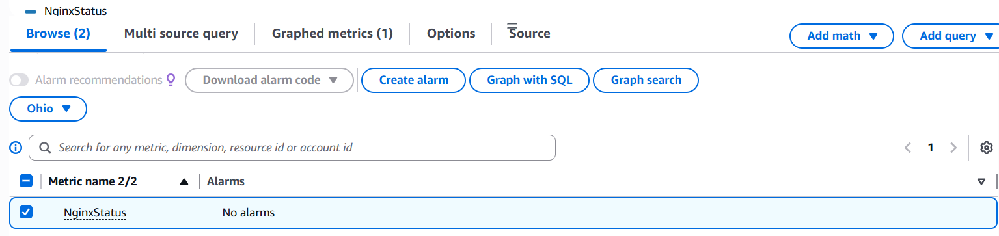 NginxStatus
Browse (2) Multi source query Graphed metrics (1) Options Source Add math Add query
Alarm recommendations Download alarm code Create alarm Graph with SQL Graph search
Ohio
Search for any metric, dimension, resource id or account id 1
Metric name 2/2 Alarms
NginxStatus No alarms